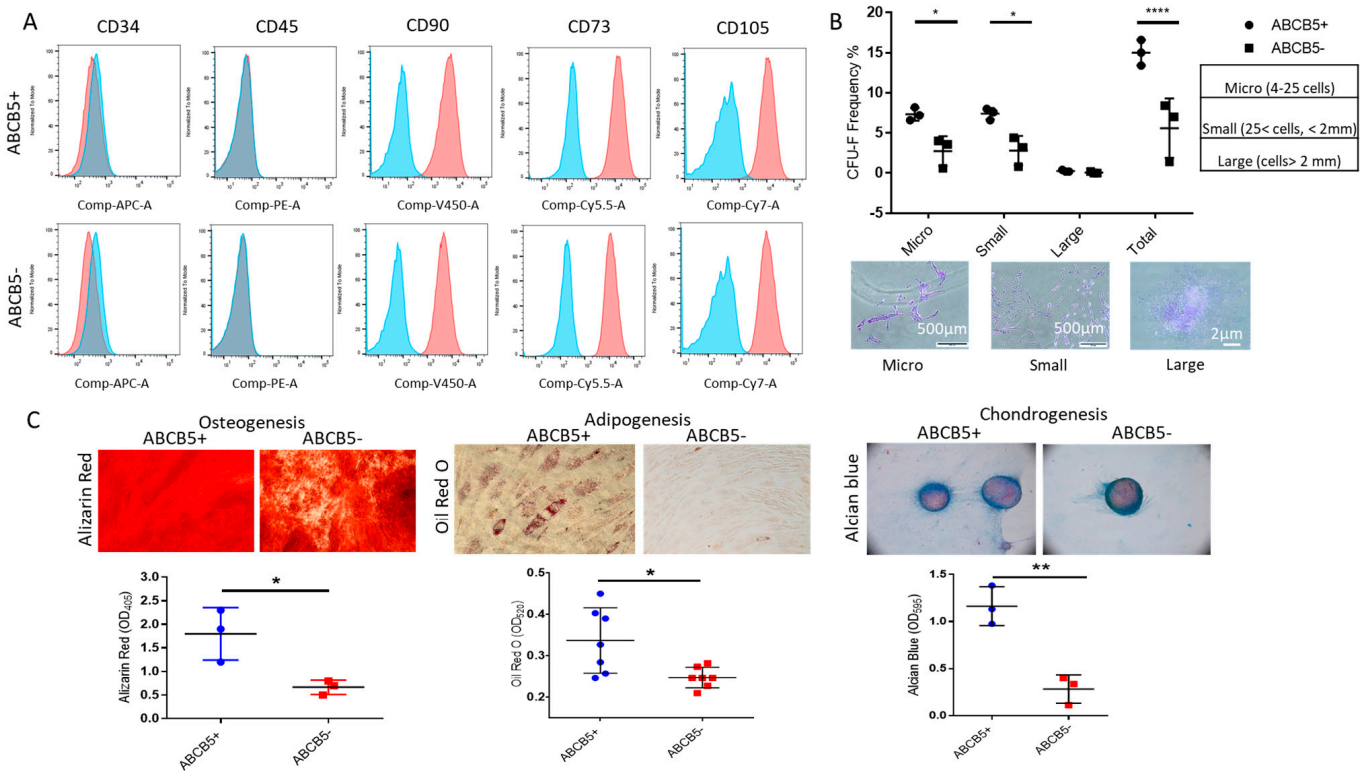 A
CD34
CD45
CD90
CD73
CD105
ABCB5+
Normalized To Mode
Comp-APC-A
Comp-PE-A
Comp-V450-A
Comp-Cy5.5-A
Comp-Cy7-A
ABCB5-
Normalized To Mode
Comp-APC-A
Comp-PE-A
Comp-V450-A
Comp-Cy5.5-A
Comp-Cy7-A
B
* * ****
ABCB5+
ABCB5-
CFU-F Frequency %
20
15
10
5
0
-5
Micro
Small
Large
Total
Micro (4-25 cells)
Small (25< cells, < 2mm)
Large (cells> 2 mm)
500μm
500μm
2μm
Micro
Small
Large
C
Osteogenesis
ABCB5+
ABCB5-
Alizarin Red
*
Alizarin Red (OD405)
3.0
2.5
2.0
1.5
1.0
0.5
0.0
ABCB5+
ABCB5-
Adipogenesis
ABCB5+
ABCB5-
Oil Red O
*
Oil Red O (OD520)
0.5
0.4
0.3
0.2
ABCB5+
ABCB5-
Chondrogenesis
ABCB5+
ABCB5-
Alcian blue
**
Alcian Blue (OD595)
1.5
1.0
0.5
0.0
ABCB5+
ABCB5-